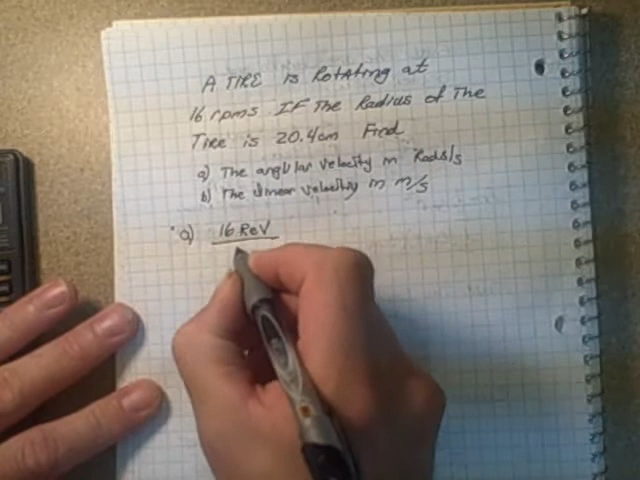 A TIRE is Rotating at
16 rpms IF The Radius of The
Tire is 20.4cm Find
a) The angular velocity in Rads/s
b) The linear velocity in m/s
a) 16 Rev